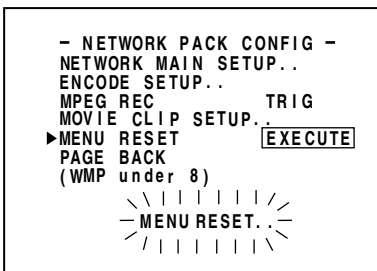 – NETWORK PACK CONFIG –
NETWORK MAIN SETUP..
ENCODE SETUP..
MPEG REC TRIG
MOVIE CLIP SETUP..
▶MENU RESET EXECUTE
PAGE BACK
(WMP under 8)
MENU RESET..